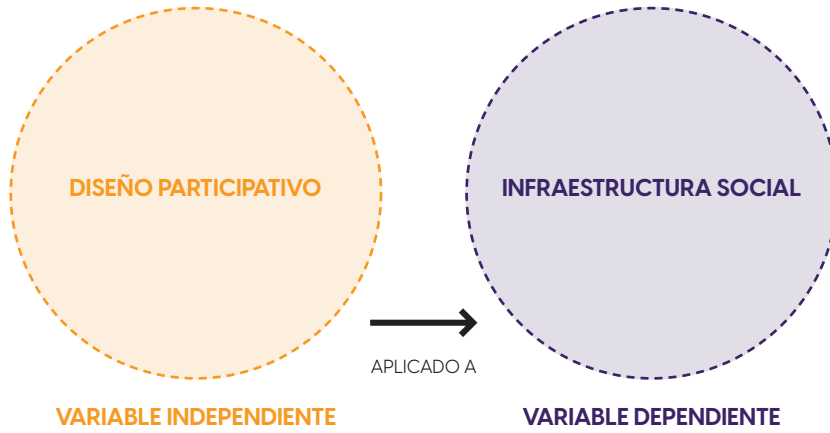 DISEÑO PARTICIPATIVO
INFRAESTRUCTURA SOCIAL
APLICADO A
VARIABLE INDEPENDIENTE
VARIABLE DEPENDIENTE